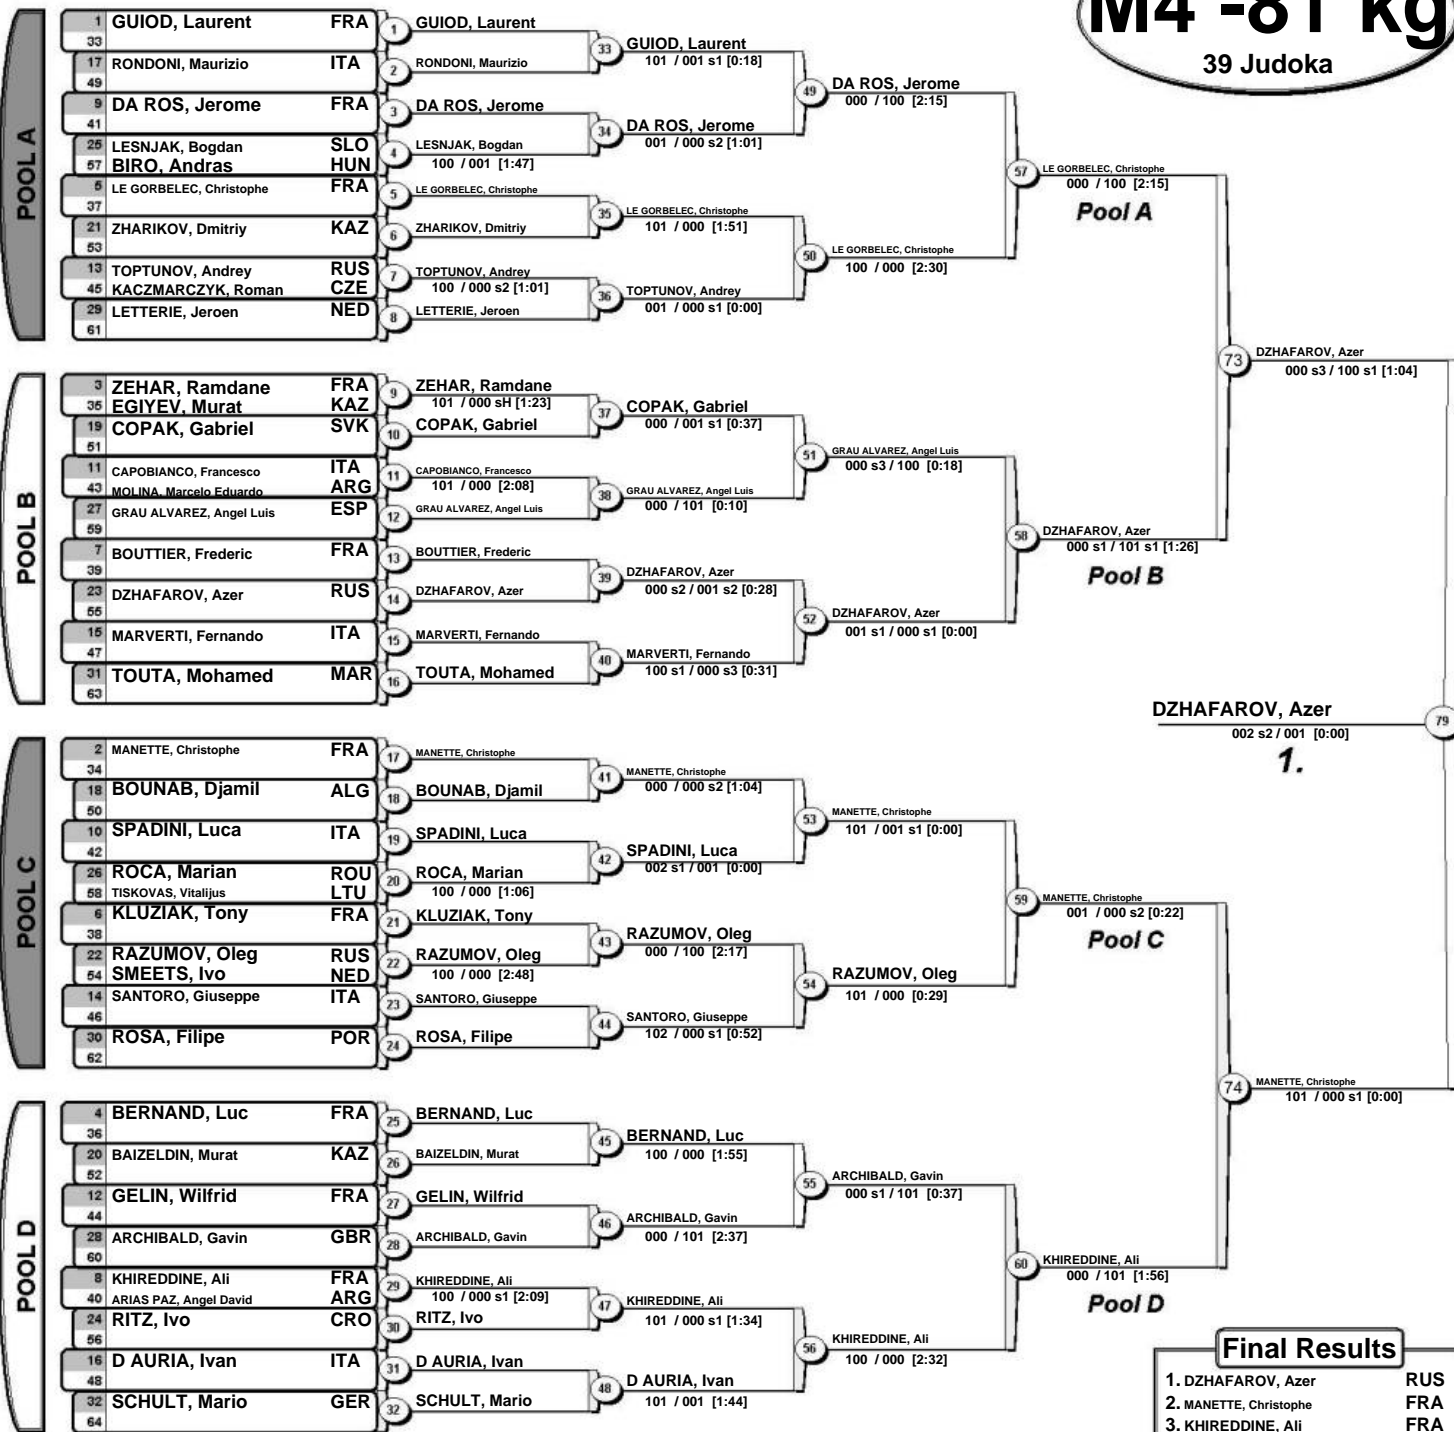 M4 -81 kg
39 Judoka
POOL A
1 GUIOD, Laurent FRA
33
17 RONDONI, Maurizio ITA
49
9 DA ROS, Jerome FRA
41
25 LESNJAK, Bogdan SLO
57 BIRO, Andras HUN
5 LE GORBELEC, Christophe FRA
37
21 ZHARIKOV, Dmitriy KAZ
53
13 TOPTUNOV, Andrey RUS
45 KACZMARCZYK, Roman CZE
29 LETTERIE, Jeroen NED
61
1 GUIOD, Laurent
2 RONDONI, Maurizio
3 DA ROS, Jerome
4 LESNJAK, Bogdan
100 / 001 [1:47]
5 LE GORBELEC, Christophe
6 ZHARIKOV, Dmitriy
7 TOPTUNOV, Andrey
100 / 000 s2 [1:01]
8 LETTERIE, Jeroen
33 GUIOD, Laurent
101 / 001 s1 [0:18]
34 DA ROS, Jerome
001 / 000 s2 [1:01]
35 LE GORBELEC, Christophe
101 / 000 [1:51]
36 TOPTUNOV, Andrey
001 / 000 s1 [0:00]
49 DA ROS, Jerome
000 / 100 [2:15]
50 LE GORBELEC, Christophe
100 / 000 [2:30]
57 LE GORBELEC, Christophe
000 / 100 [2:15]
Pool A
POOL B
3 ZEHAR, Ramdane FRA
35 EGIYEV, Murat KAZ
19 COPAK, Gabriel SVK
51
11 CAPOBIANCO, Francesco ITA
43 MOLINA, Marcelo Eduardo ARG
27 GRAU ALVAREZ, Angel Luis ESP
59
7 BOUTTIER, Frederic FRA
39
23 DZHAFAROV, Azer RUS
55
15 MARVERTI, Fernando ITA
47
31 TOUTA, Mohamed MAR
63
9 ZEHAR, Ramdane
101 / 000 sH [1:23]
10 COPAK, Gabriel
11 CAPOBIANCO, Francesco
101 / 000 [2:08]
12 GRAU ALVAREZ, Angel Luis
13 BOUTTIER, Frederic
14 DZHAFAROV, Azer
15 MARVERTI, Fernando
16 TOUTA, Mohamed
37 COPAK, Gabriel
000 / 001 s1 [0:37]
38 GRAU ALVAREZ, Angel Luis
000 / 101 [0:10]
39 DZHAFAROV, Azer
000 s2 / 001 s2 [0:28]
40 MARVERTI, Fernando
100 s1 / 000 s3 [0:31]
51 GRAU ALVAREZ, Angel Luis
000 s3 / 100 [0:18]
52 DZHAFAROV, Azer
001 s1 / 000 s1 [0:00]
58 DZHAFAROV, Azer
000 s1 / 101 s1 [1:26]
Pool B
73 DZHAFAROV, Azer
000 s3 / 100 s1 [1:04]
DZHAFAROV, Azer 79
002 s2 / 001 [0:00]
1.
POOL C
2 MANETTE, Christophe FRA
34
18 BOUNAB, Djamil ALG
50
10 SPADINI, Luca ITA
42
26 ROCA, Marian ROU
58 TISKOVAS, Vitalijus LTU
6 KLUZIAK, Tony FRA
38
22 RAZUMOV, Oleg RUS
54 SMEETS, Ivo NED
14 SANTORO, Giuseppe ITA
46
30 ROSA, Filipe POR
62
17 MANETTE, Christophe
18 BOUNAB, Djamil
19 SPADINI, Luca
20 ROCA, Marian
100 / 000 [1:06]
21 KLUZIAK, Tony
22 RAZUMOV, Oleg
100 / 000 [2:48]
23 SANTORO, Giuseppe
24 ROSA, Filipe
41 MANETTE, Christophe
000 / 000 s2 [1:04]
42 SPADINI, Luca
002 s1 / 001 [0:00]
43 RAZUMOV, Oleg
000 / 100 [2:17]
44 SANTORO, Giuseppe
102 / 000 s1 [0:52]
53 MANETTE, Christophe
101 / 001 s1 [0:00]
54 RAZUMOV, Oleg
101 / 000 [0:29]
59 MANETTE, Christophe
001 / 000 s2 [0:22]
Pool C
74 MANETTE, Christophe
101 / 000 s1 [0:00]
POOL D
4 BERNAND, Luc FRA
36
20 BAIZELDIN, Murat KAZ
52
12 GELIN, Wilfrid FRA
44
28 ARCHIBALD, Gavin GBR
60
8 KHIREDDINE, Ali FRA
40 ARIAS PAZ, Angel David ARG
24 RITZ, Ivo CRO
56
16 D AURIA, Ivan ITA
48
32 SCHULT, Mario GER
64
25 BERNAND, Luc
26 BAIZELDIN, Murat
27 GELIN, Wilfrid
28 ARCHIBALD, Gavin
29 KHIREDDINE, Ali
100 / 000 s1 [2:09]
30 RITZ, Ivo
31 D AURIA, Ivan
32 SCHULT, Mario
45 BERNAND, Luc
100 / 000 [1:55]
46 ARCHIBALD, Gavin
000 / 101 [2:37]
47 KHIREDDINE, Ali
101 / 000 s1 [1:34]
48 D AURIA, Ivan
101 / 001 [1:44]
55 ARCHIBALD, Gavin
000 s1 / 101 [0:37]
56 KHIREDDINE, Ali
100 / 000 [2:32]
60 KHIREDDINE, Ali
000 / 101 [1:56]
Pool D
Final Results
1. DZHAFAROV, Azer RUS
2. MANETTE, Christophe FRA
3. KHIREDDINE, Ali FRA